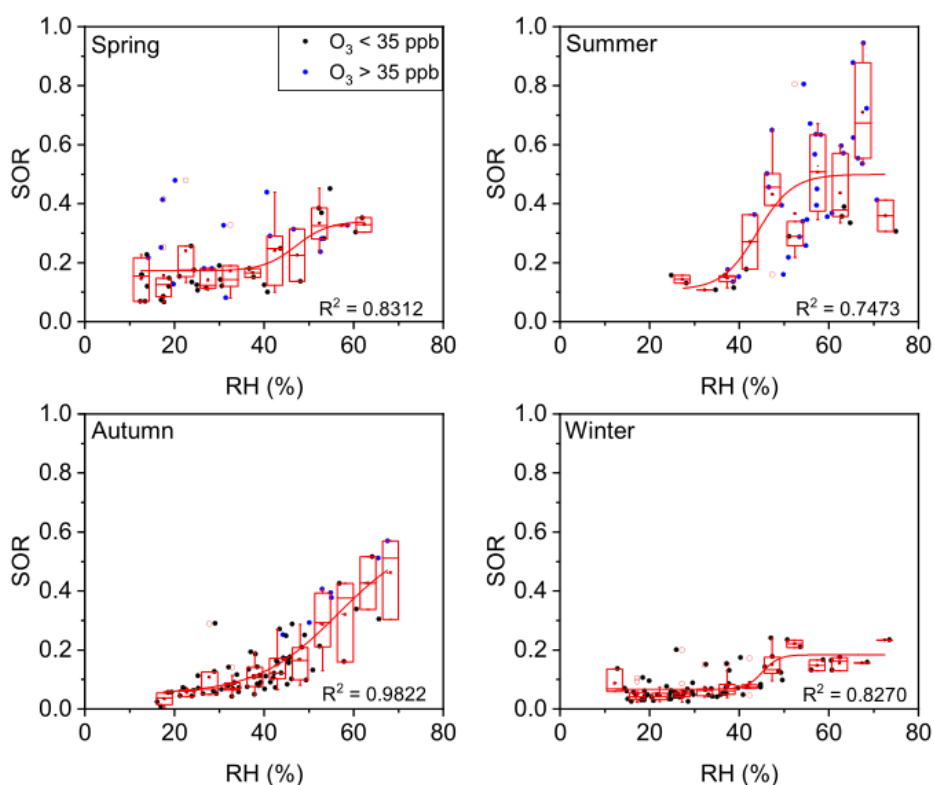 Spring
O₃ < 35 ppb
O₃ > 35 ppb
1.0
0.8
0.6
0.4
0.2
0.0
SOR
R² = 0.8312
0
20
40
60
80
RH (%)
Summer
1.0
0.8
0.6
0.4
0.2
0.0
SOR
R² = 0.7473
0
20
40
60
80
RH (%)
Autumn
1.0
0.8
0.6
0.4
0.2
0.0
SOR
R² = 0.9822
0
20
40
60
80
RH (%)
Winter
1.0
0.8
0.6
0.4
0.2
0.0
SOR
R² = 0.8270
0
20
40
60
80
RH (%)